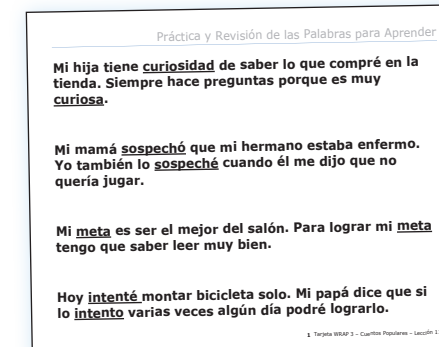 Práctica y Revisión de las Palabras para Aprender
Mi hija tiene curiosidad de saber lo que compré en la
tienda. Siempre hace preguntas porque es muy
curiosa.
Mi mamá sospechó que mi hermano estaba enfermo.
Yo también lo sospeché cuando él me dijo que no
quería jugar.
Mi meta es ser el mejor del salón. Para lograr mi meta
tengo que saber leer muy bien.
Hoy intenté montar bicicleta solo. Mi papá dice que si
lo intento varias veces algún día podré lograrlo.
1 Tarjeta WRAP 3 – Cuentos Populares – Lección